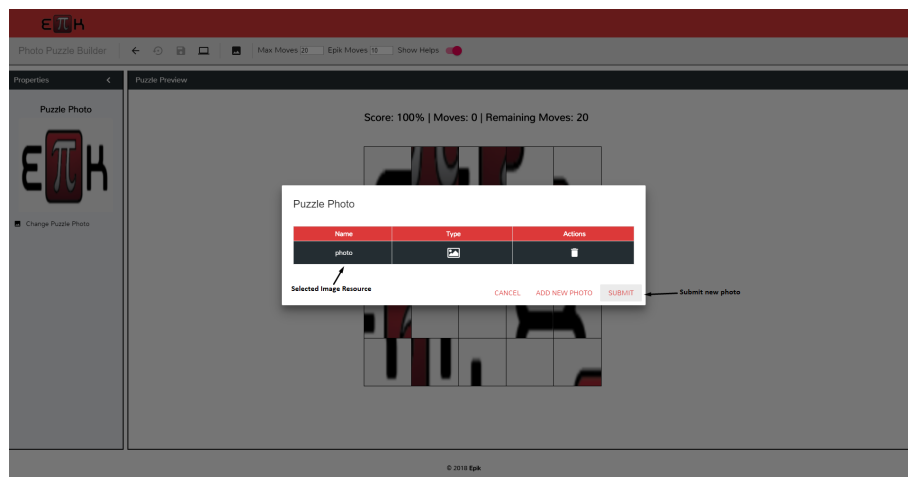 EπK
Photo Puzzle Builder Max Moves 20 Epik Moves 10 Show Helps
Properties Puzzle Preview
Puzzle Photo
Score: 100% | Moves: 0 | Remaining Moves: 20
EπK
Change Puzzle Photo
Puzzle Photo
Name Type Actions
photo
Selected Image Resource
CANCEL ADD NEW PHOTO SUBMIT
Submit new photo
© 2018 Epik